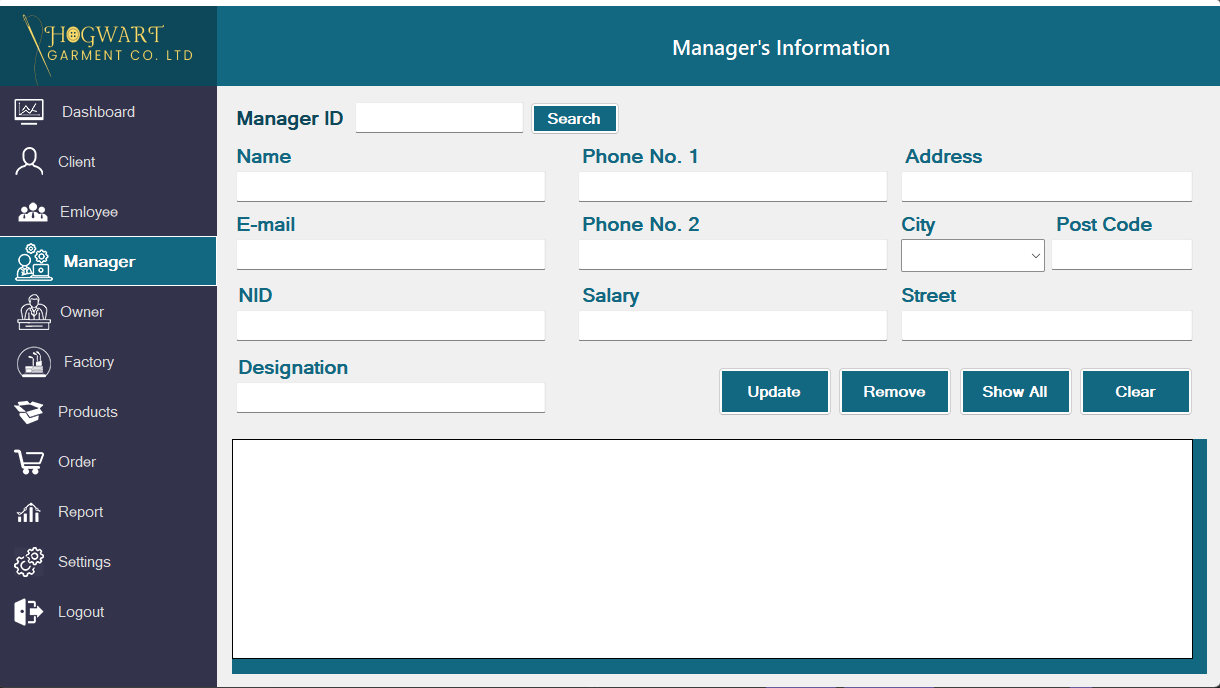 HOGWART
GARMENT CO. LTD
Manager's Information
Dashboard
Client
Emloyee
Manager
Owner
Factory
Products
Order
Report
Settings
Logout
Manager ID
Search
Name
Phone No. 1
Address
E-mail
Phone No. 2
City
Post Code
NID
Salary
Street
Designation
Update
Remove
Show All
Clear